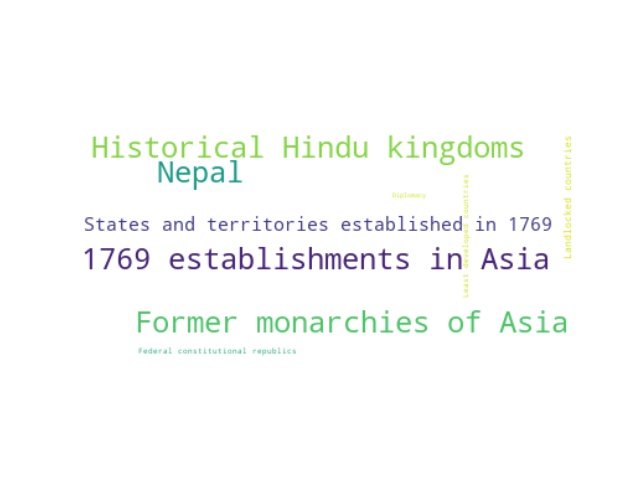 Historical Hindu kingdoms
Nepal
Diplomacy
States and territories established in 1769
1769 establishments in Asia
Former monarchies of Asia
Federal constitutional republics
Least developed countries
Landlocked countries